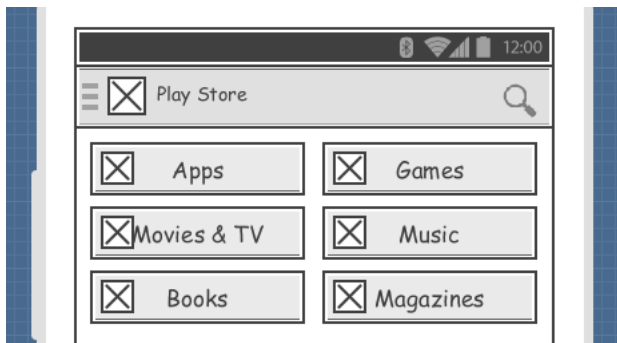 12:00
Play Store
Apps Games
Movies & TV Music
Books Magazines